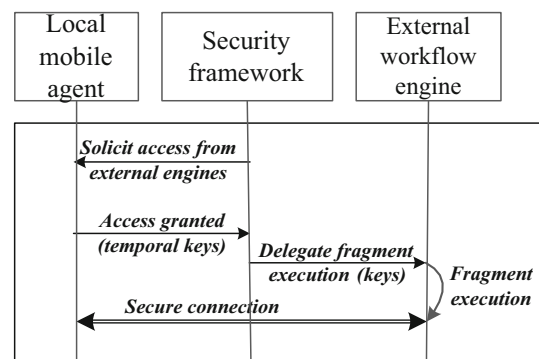 Local
mobile
agent
Security
framework
External
workflow
engine
Solicit access from
external engines
Access granted
(temporal keys)
Delegate fragment
execution (keys)
Fragment
execution
Secure connection